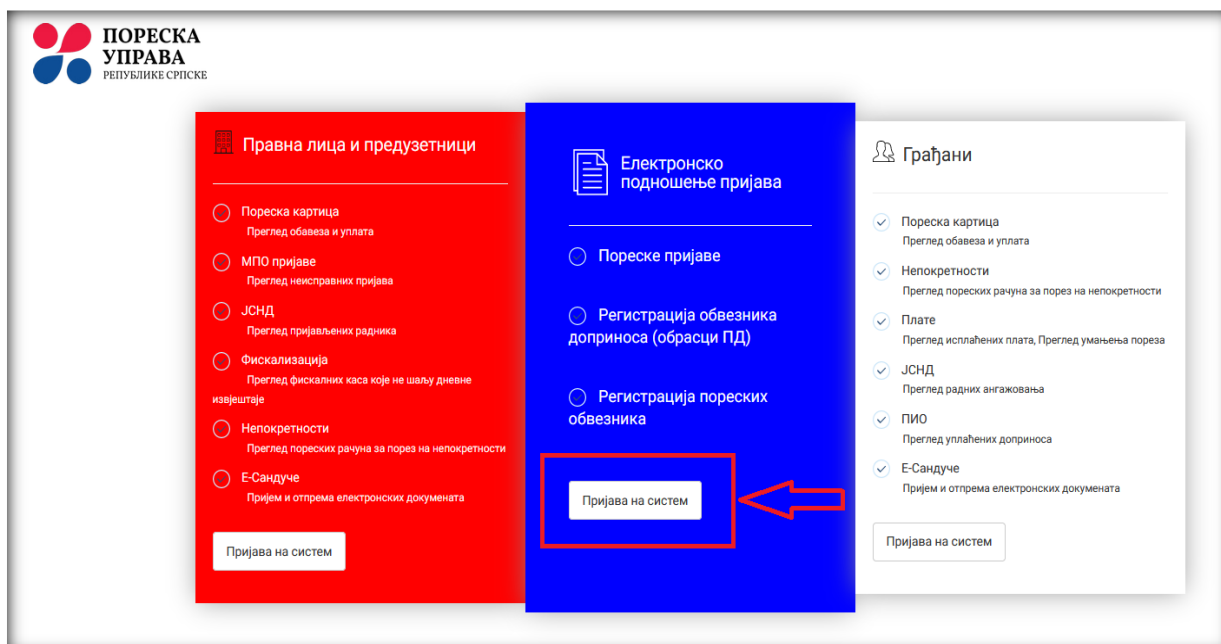 ПОРЕСКА
УПРАВА
РЕПУБЛИКЕ СРПСКЕ
Правна лица и предузетници
Пореска картица
Преглед обавеза и уплата
МПО пријаве
Преглед неисправних пријава
ЈСНД
Преглед пријављених радника
Фискализација
Преглед фискалних каса које не шаљу дневне
извјештаје
Непокретности
Преглед пореских рачуна за порез на непокретности
Е-Сандуче
Пријем и отпрема електронских докумената
Пријава на систем
Електронско
подношење пријава
Пореске пријаве
Регистрација обвезника
доприноса (обрасци ПД)
Регистрација пореских
обвезника
Пријава на систем
Грађани
Пореска картица
Преглед обавеза и уплата
Непокретности
Преглед пореских рачуна за порез на непокретности
Плате
Преглед исплаћених плата, Преглед умањења пореза
ЈСНД
Преглед радних ангажовања
ПИО
Преглед уплаћених доприноса
Е-Сандуче
Пријем и отпрема електронских докумената
Пријава на систем